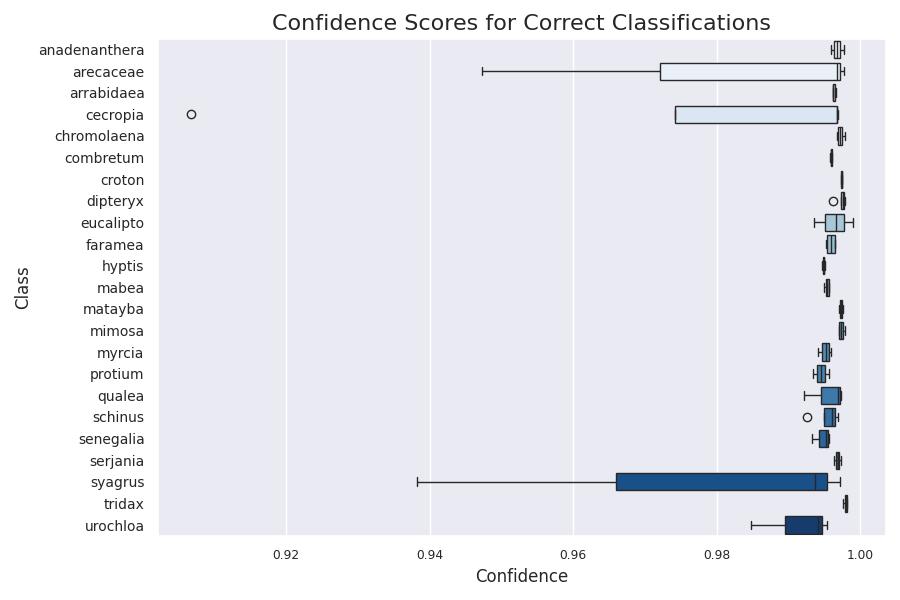 Confidence Scores for Correct Classifications
anadenanthera
arecaceae
arrabidaea
cecropia
chromolaena
combretum
croton
dipteryx
eucalipto
faramea
hyptis
mabea
matayba
mimosa
myrcia
protium
qualea
schinus
senegalia
serjania
syagrus
tridax
urochloa
Class
0.92 0.94 0.96 0.98 1.00
Confidence